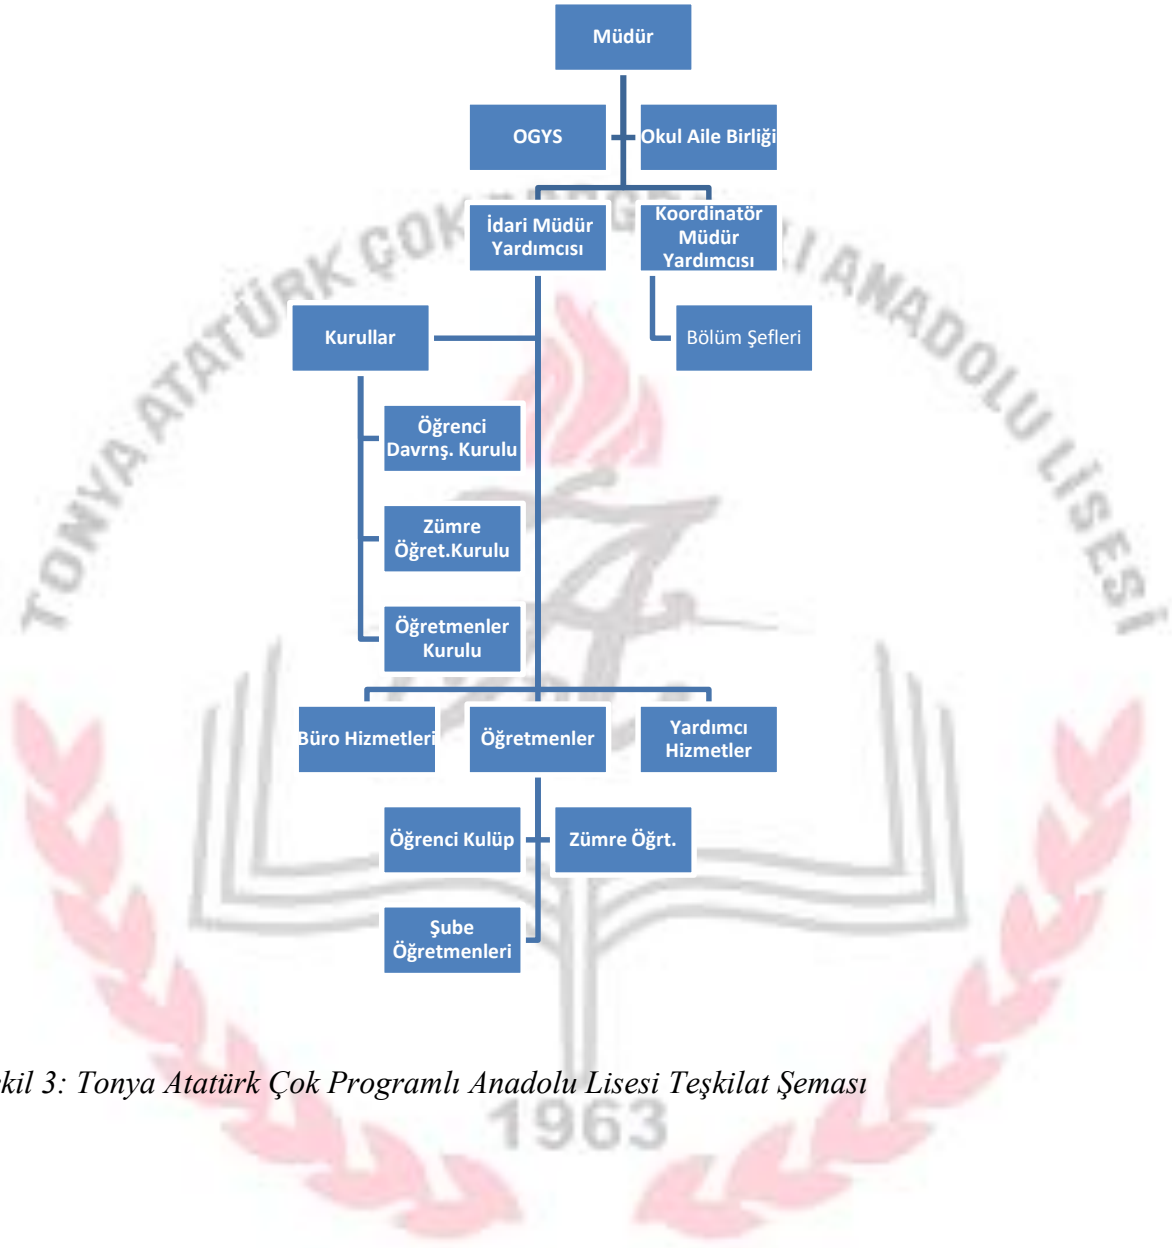 Müdür
OGYS
Okul Aile Birliği
İdari Müdür
Yardımcısı
Koordinatör
Müdür
Yardımcısı
Kurullar
Bölüm Şefleri
Öğrenci
Davrnş. Kurulu
Zümre
Öğret.Kurulu
Öğretmenler
Kurulu
Büro Hizmetleri
Öğretmenler
Yardımcı
Hizmetler
Öğrenci Kulüp
Zümre Öğrt.
Şube
Öğretmenleri
kil 3: Tonya Atatürk Çok Programlı Anadolu Lisesi Teşkilat Şeması
TONYA ATATÜRK ÇOK ANADOLU LİSESİ
1963